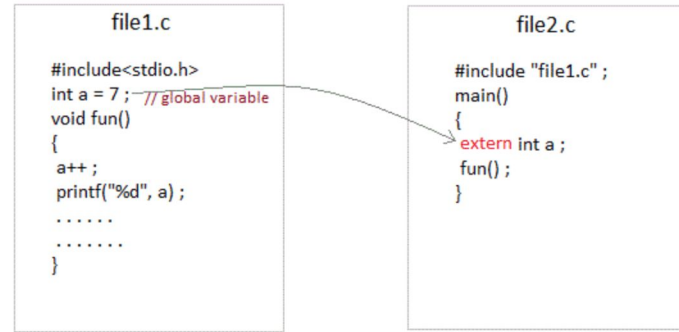 file1.c
#include<stdio.h>
int a = 7 ; // global variable
void fun()
{
a++ ;
printf("%d", a) ;
. . . . . .
. . . . . . .
}
file2.c
#include "file1.c" ;
main()
{
extern int a ;
fun() ;
}